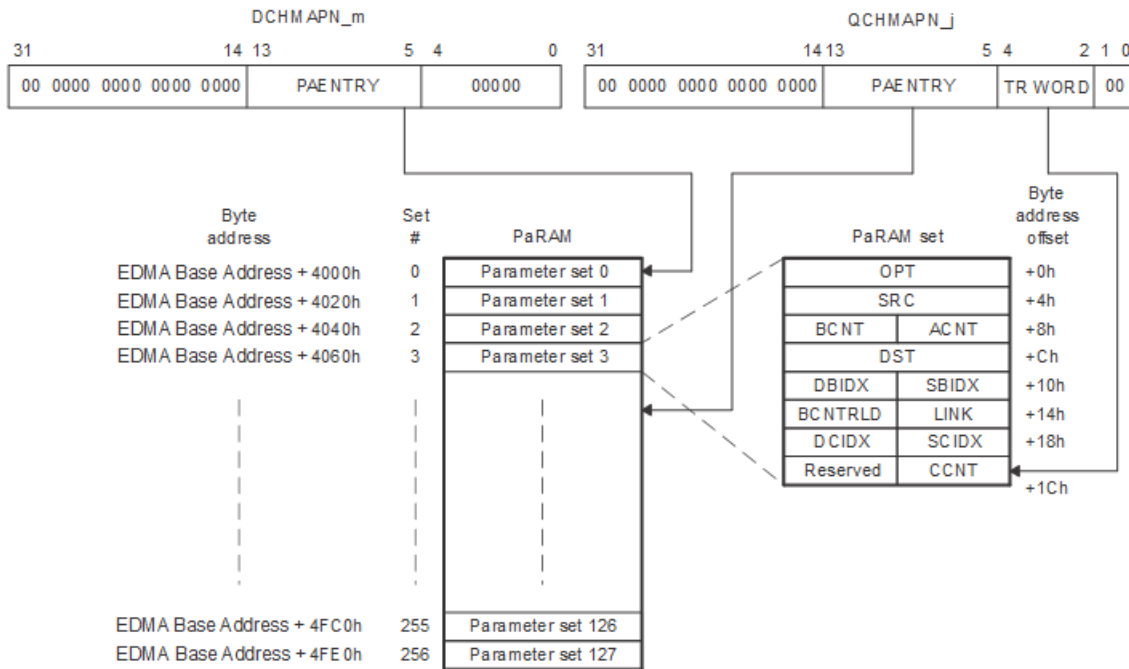 DCHMAPN_m QCHMAPN_j
31 14 13 5 4 0 31 14 13 5 4 2 1 0
00 0000 0000 0000 0000 PAENTRY 00000 00 0000 0000 0000 0000 PAENTRY TR WORD 00
Byte address Set # PaRAM PaRAM set Byte address offset
EDMA Base Address + 4000h 0 Parameter set 0 OPT +0h
EDMA Base Address + 4020h 1 Parameter set 1 SRC +4h
EDMA Base Address + 4040h 2 Parameter set 2 BCNT ACNT +8h
EDMA Base Address + 4060h 3 Parameter set 3 DST +Ch
DBIDX SBIDX +10h
BCNTRLD LINK +14h
DCIDX SCIDX +18h
Reserved CCNT +1Ch
EDMA Base Address + 4FC0h 255 Parameter set 126
EDMA Base Address + 4FE0h 256 Parameter set 127